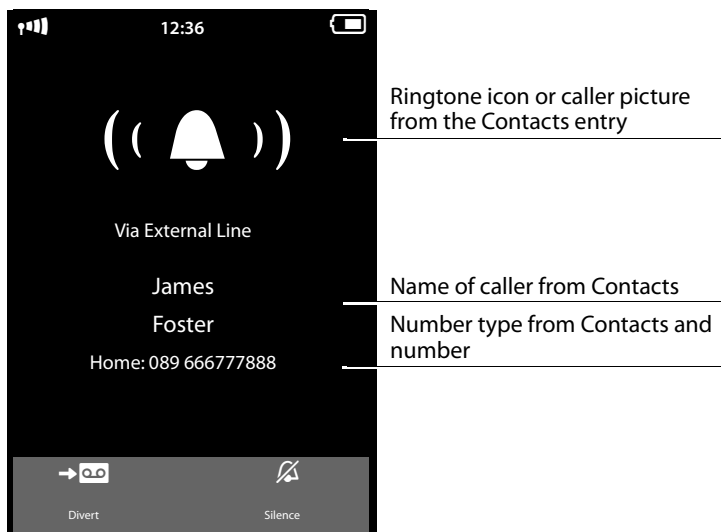 12:36
Ringtone icon or caller picture
from the Contacts entry
Via External Line
James
Name of caller from Contacts
Foster
Number type from Contacts and
number
Home: 089 666777888
Divert
Silence